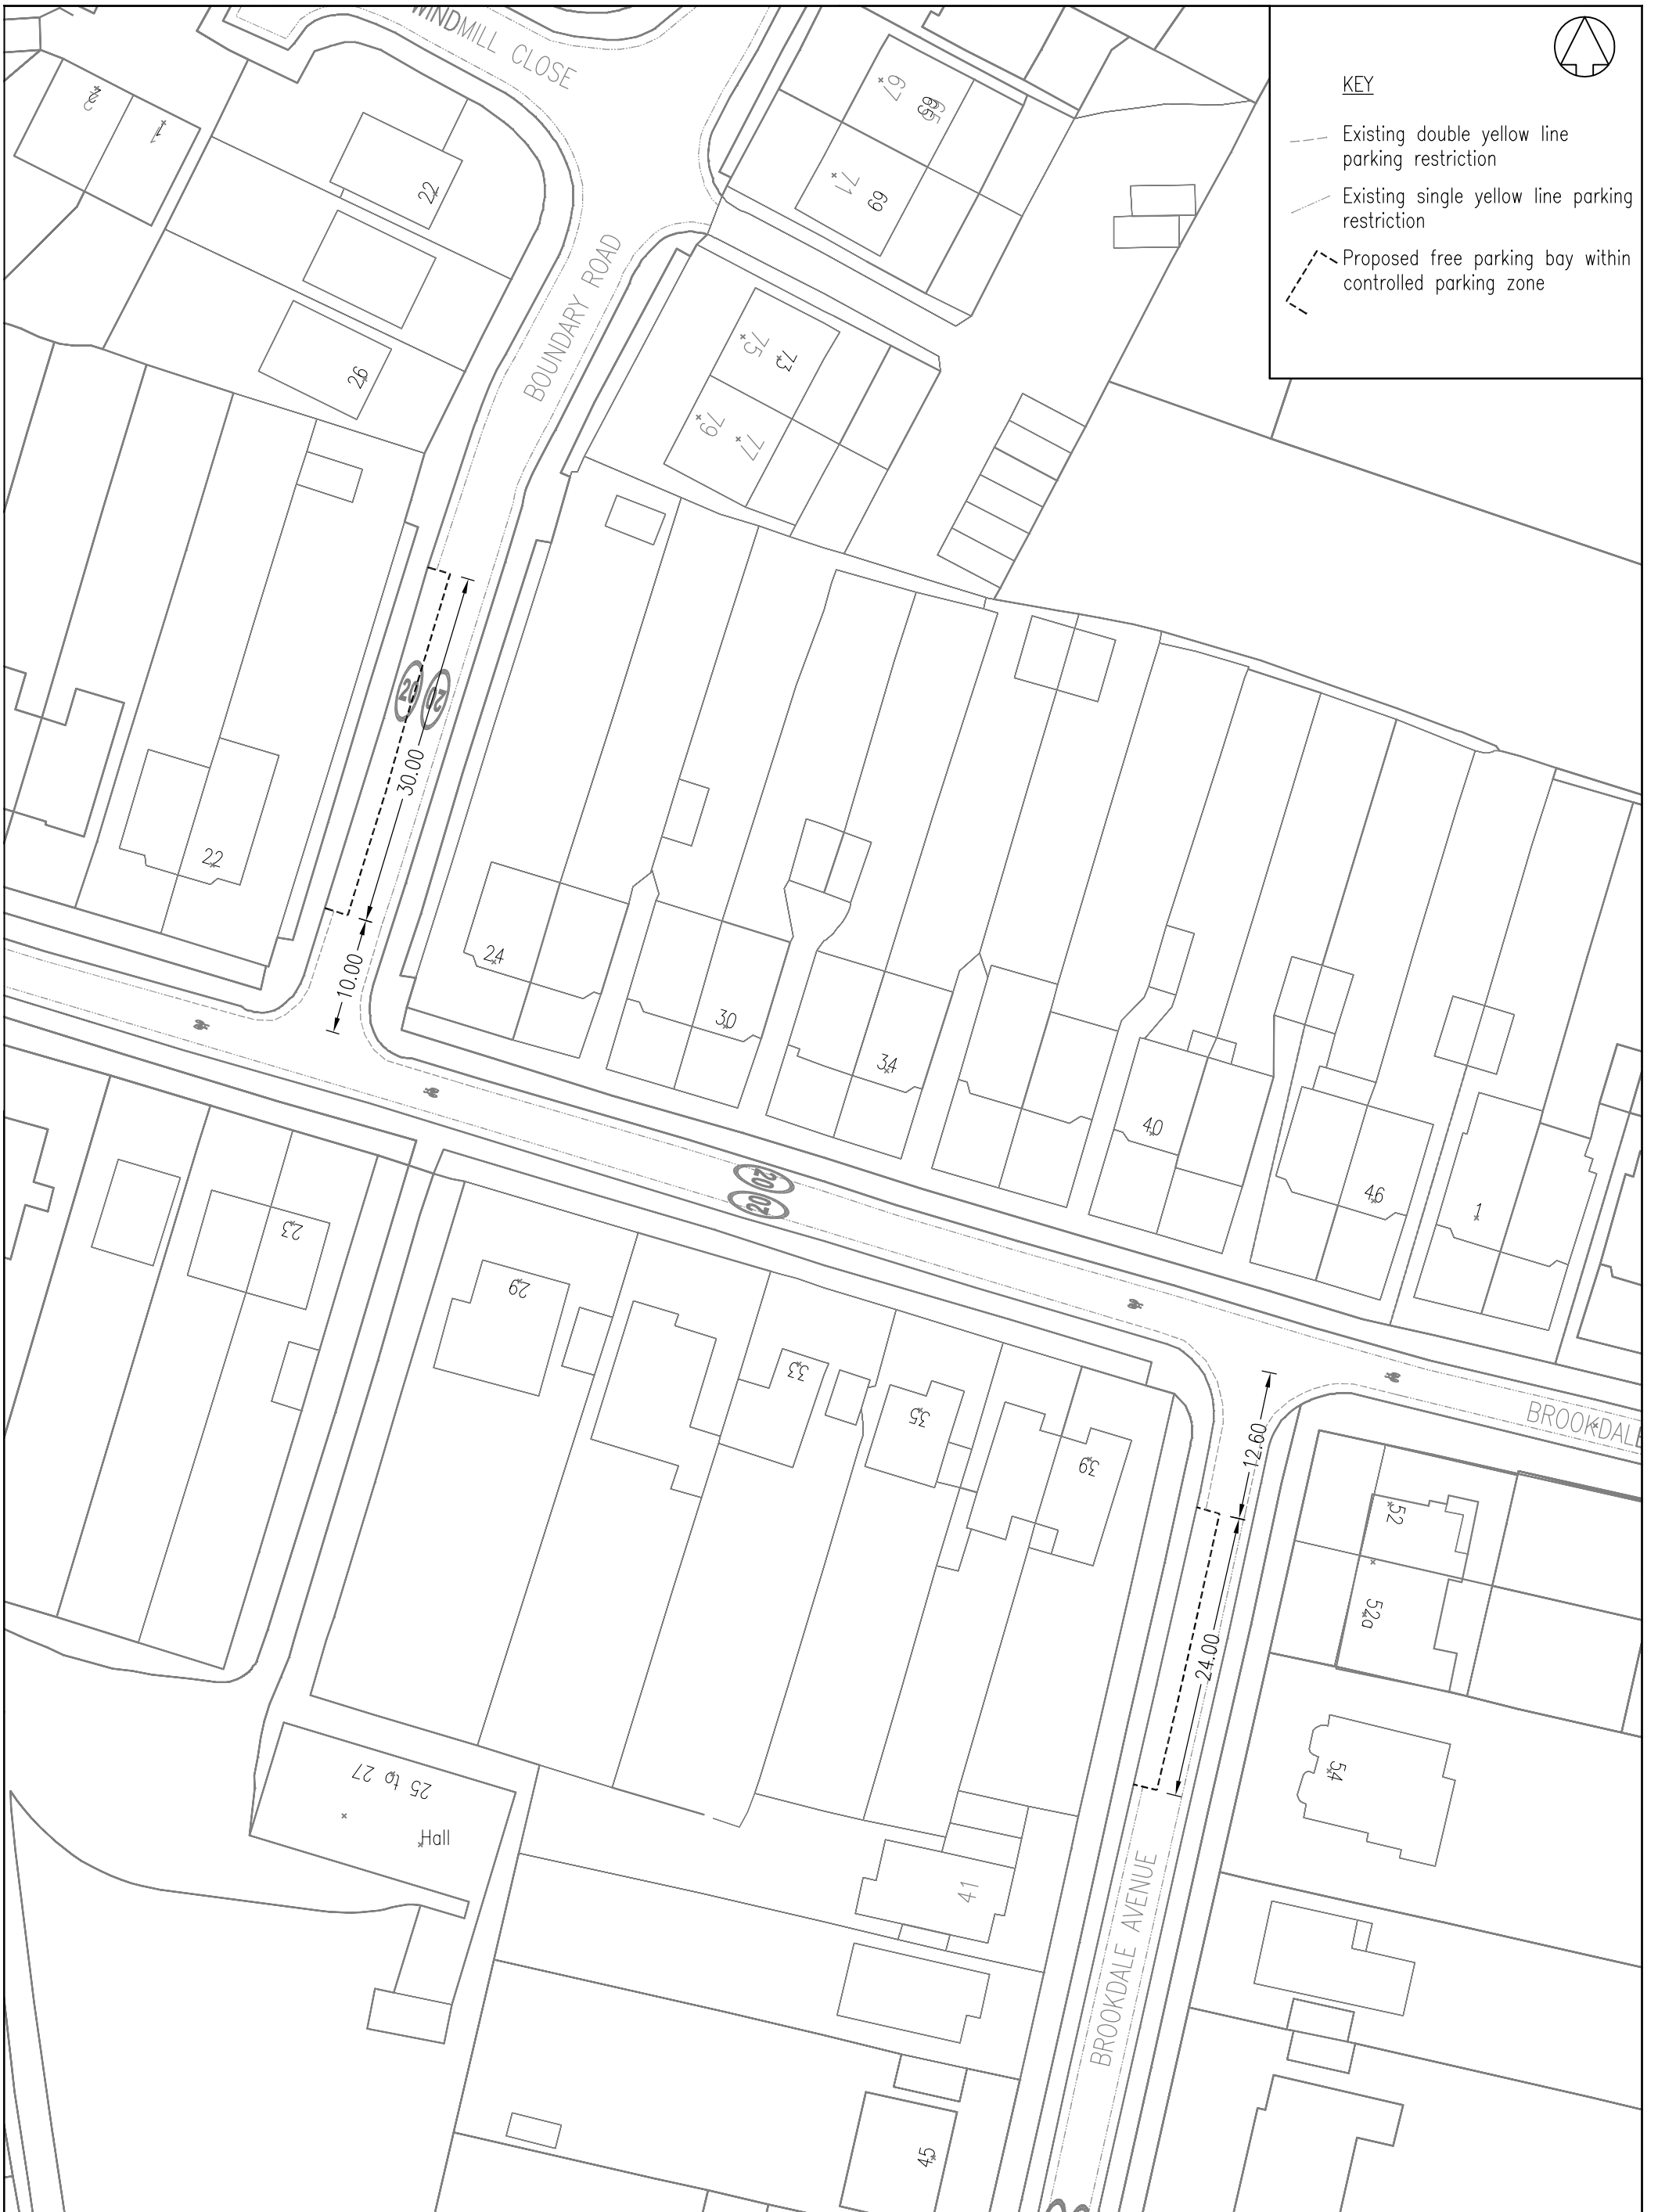 WINDMILL CLOSE
KEY
Existing double yellow line
parking restriction
Existing single yellow line parking
restriction
Proposed free parking bay within
controlled parking zone
2
1
22
67
65
71
69
BOUNDARY ROAD
26
75
73
79
77
20
20
30.00
22
10.00
24
30
34
40
46
1
20
20
23
29
33
35
39
12.60
BROOKDALE
52
52a
24.00
54
25 to 27
Hall
41
BROOKDALE AVENUE
45